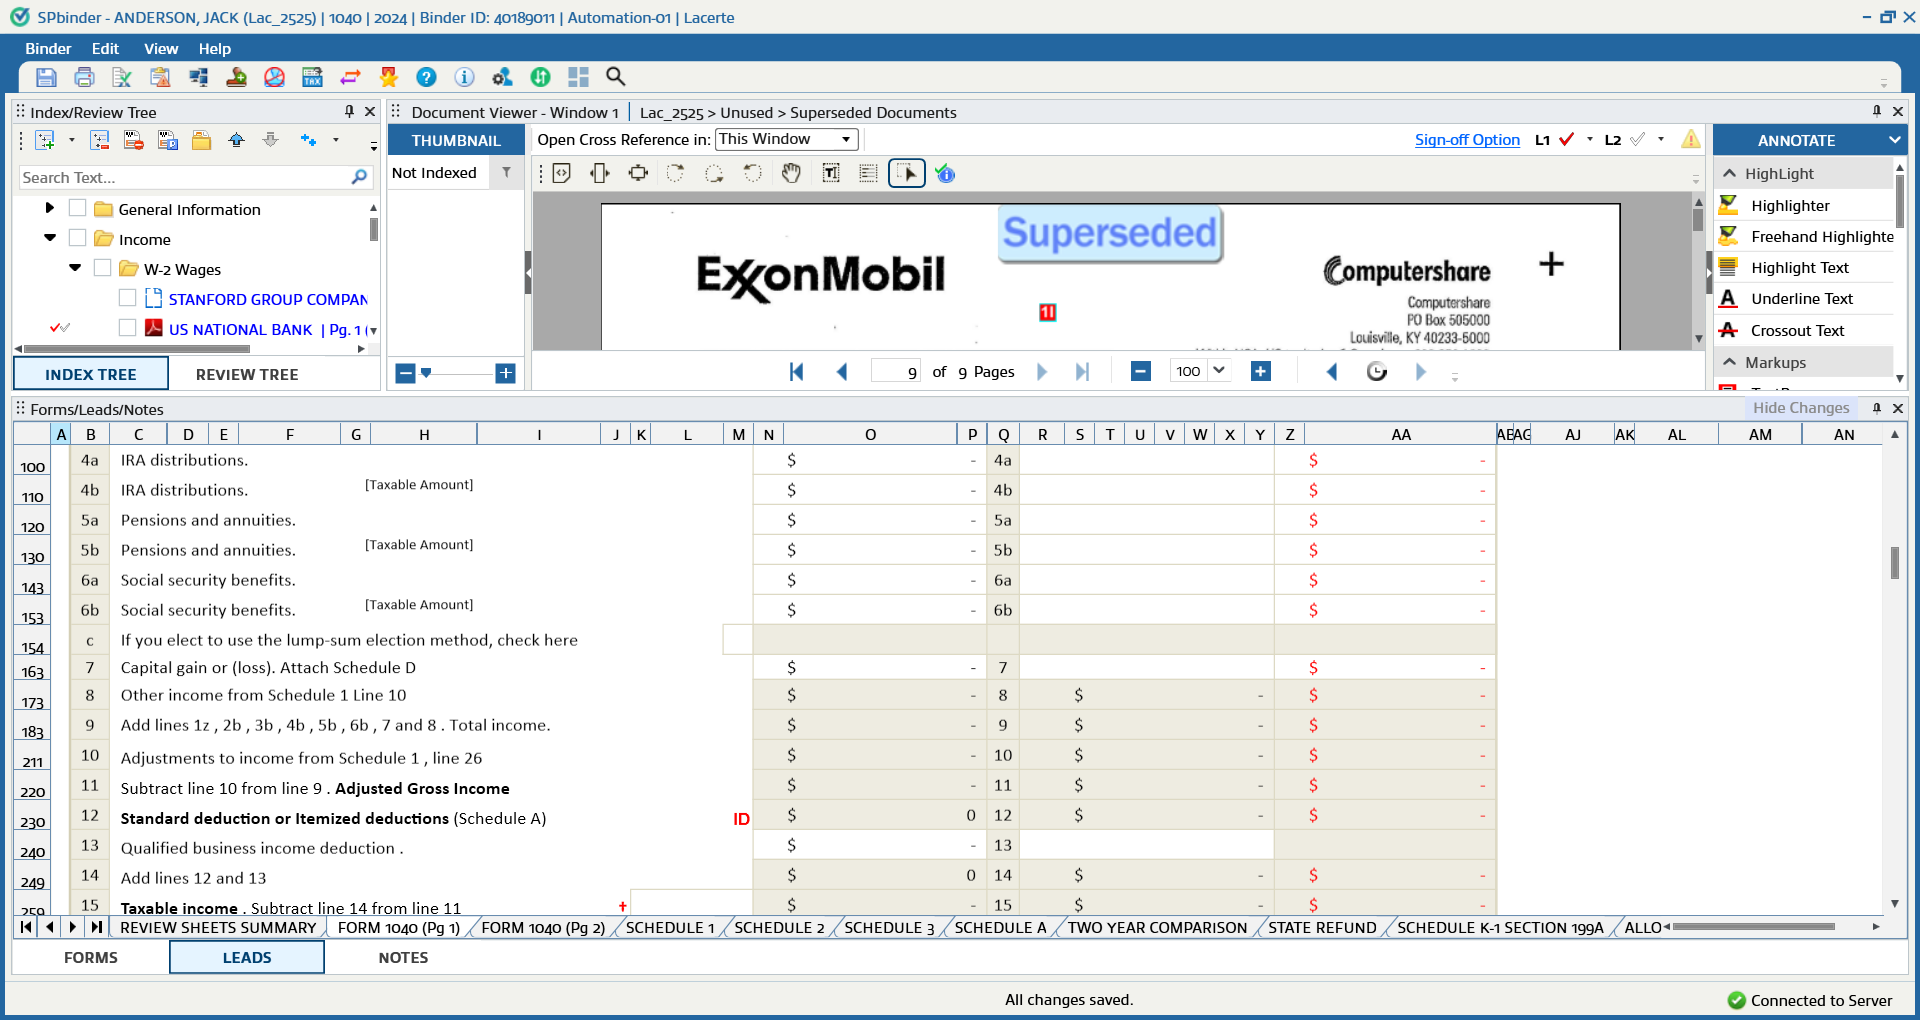 SPbinder - ANDERSON, JACK (Lac_2525) | 1040 | 2024 | Binder ID: 40189011 | Automation-01 | Lacerte
Binder Edit View Help
Index/Review Tree
Document Viewer - Window 1 | Lac_2525 > Unused > Superseded Documents
THUMBNAIL
Open Cross Reference in: This Window
Sign-off Option L1 L2
ANNOTATE
Search Text...
Not Indexed
HighLight
General Information
Income
W-2 Wages
STANFORD GROUP COMPAN
US NATIONAL BANK | Pg. 1 (
INDEX TREE REVIEW TREE
Superseded
ExxonMobil
Computershare
Computershare
PO Box 505000
Louisville, KY 40233-5000
Highlighter
Freehand Highlighte
Highlight Text
Underline Text
Crossout Text
Markups
9 of 9 Pages 100
Forms/Leads/Notes
Hide Changes
A B C D E F G H I J K L M N O P Q R S T U V W X Y Z AA AJ AK AL AM AN
100 4a IRA distributions. $ - 4a $ -
110 4b IRA distributions. [Taxable Amount] $ - 4b $ -
120 5a Pensions and annuities. $ - 5a $ -
130 5b Pensions and annuities. [Taxable Amount] $ - 5b $ -
143 6a Social security benefits. $ - 6a $ -
153 6b Social security benefits. [Taxable Amount] $ - 6b $ -
154 c If you elect to use the lump-sum election method, check here
163 7 Capital gain or (loss). Attach Schedule D $ - 7 $ -
173 8 Other income from Schedule 1 Line 10 $ - 8 $ - $ -
183 9 Add lines 1z , 2b , 3b , 4b , 5b , 6b , 7 and 8 . Total income. $ - 9 $ - $ -
211 10 Adjustments to income from Schedule 1 , line 26 $ - 10 $ - $ -
220 11 Subtract line 10 from line 9 . Adjusted Gross Income $ - 11 $ - $ -
230 12 Standard deduction or Itemized deductions (Schedule A) ID $ 0 12 $ - $ -
240 13 Qualified business income deduction . $ - 13
249 14 Add lines 12 and 13 $ 0 14 $ - $ -
259 15 Taxable income . Subtract line 14 from line 11 † $ - 15 $ - $ -
REVIEW SHEETS SUMMARY FORM 1040 (Pg 1) FORM 1040 (Pg 2) SCHEDULE 1 SCHEDULE 2 SCHEDULE 3 SCHEDULE A TWO YEAR COMPARISON STATE REFUND SCHEDULE K-1 SECTION 199A ALLO
FORMS LEADS NOTES
All changes saved.
Connected to Server